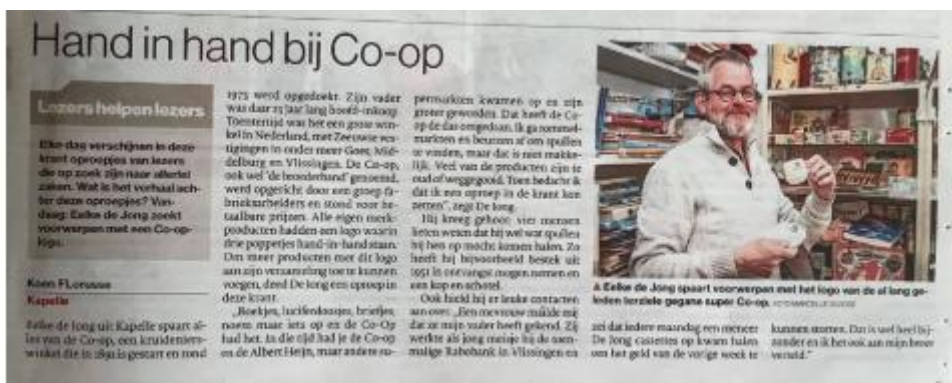 Hand in hand bij Co-op
Lezers helpen lezers
Elke dag verschijnen in deze
krant oproepjes van lezers
die op zoek zijn naar allerlei
zaken. Wat is het verhaal ach-
ter deze oproepjes? Van-
daag: Eelke de Jong zoekt
voorwerpen met een Co-op-
logo.
Koen FLorusse
Kapelle
Eelke de Jong uit Kapelle spaart al-
les van de Co-op, een kruideniers-
winkel die in 1891 is gestart en rond
1973 werd opgedoekt. Zijn vader
was daar 25 jaar lang hoofd-inkoop.
Toentertijd was het een grote win-
kel in Nederland, met Zeeuwse ves-
tigingen in onder meer Goes, Mid-
delburg en Vlissingen. De Co-op,
ook wel 'de broederhand' genoemd,
werd opgericht door een groep fa-
brieksarbeiders en stond voor be-
taalbare prijzen. Alle eigen merk-
producten hadden een logo waarin
drie poppetjes hand-in-hand staan.
Om meer producten met dit logo
aan zijn verzameling toe te kunnen
voegen, deed De Jong een oproep in
deze krant.
„Boekjes, luciferdoosjes, briefjes,
noem maar iets op en de Co-Op
had het. In die tijd had je de Co-op
en de Albert Heijn, maar andere su-
permarkten kwamen op en zijn
groter geworden. Dat heeft de Co-
op de das omgedaan. Ik ga rommel-
markten en beurzen af om spullen
te vinden, maar dat is niet makke-
lijk. Veel van de producten zijn te
oud of weggegooid. Toen bedacht ik
dat ik een oproep in de krant kon
zetten”, zegt De Jong.
Hij kreeg gehoor: vier mensen
lieten weten dat hij wel wat spullen
bij hen op mocht komen halen. Zo
heeft hij bijvoorbeeld bestek uit
1951 in ontvangst mogen nemen en
een kop en schotel.
Ook hield hij er leuke contacten
aan over. „Een mevrouw mailde mij
dat ze mijn vader heeft gekend. Zij
werkte als jong meisje bij de toen-
malige Rabobank in Vlissingen en
▲ Eelke de Jong spaart voorwerpen met het logo van de al lang ge-
leden ter ziele gegane super Co-op.
zei dat iedere maandag een meneer
De Jong cassettes op kwam halen
om het geld van de vorige week te
kunnen storten. Dat is wel heel bij-
zonder en ik heb het ook aan mijn broer
verteld.”